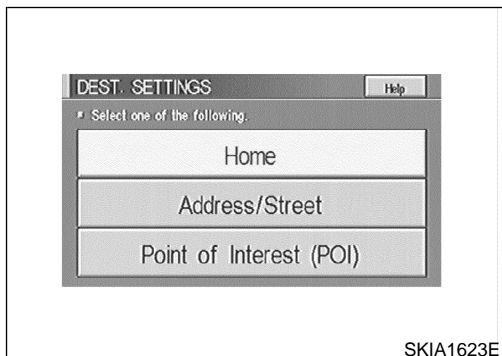 DEST. SETTINGS
Help
Select one of the following.
Home
Address/Street
Point of Interest (POI)
SKIA1623E